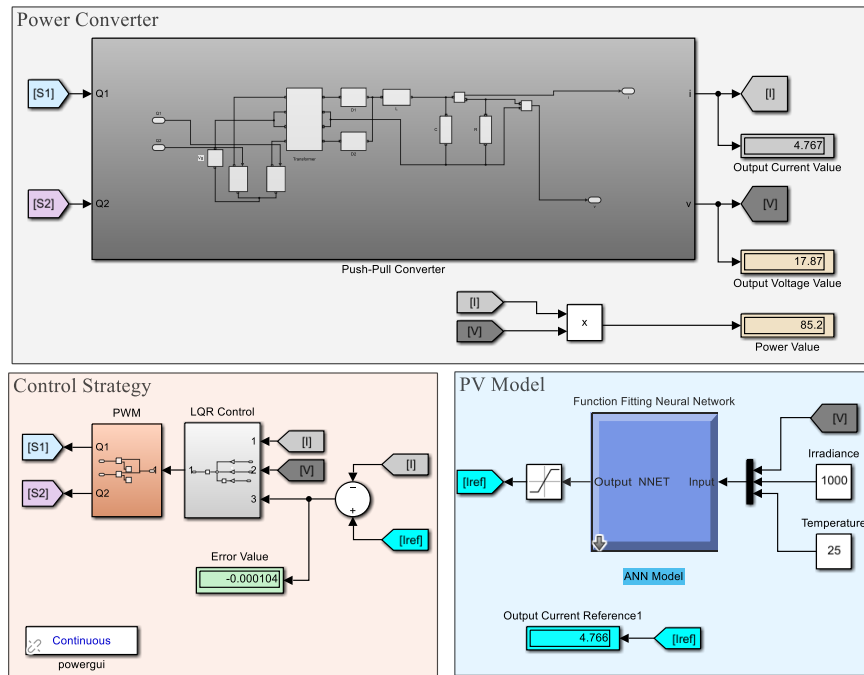 Power Converter
[S1]
Q1
i
[I]
4.767
Output Current Value
Transformer
D1
L
D2
C
R
[S2]
Q2
v
[V]
17.87
Output Voltage Value
Push-Pull Converter
[I]
[V]
x
85.2
Power Value
Control Strategy
PWM
LQR Control
[S1]
Q1
[S2]
Q2
1
1
2
3
[I]
[V]
[I]
−
+
[Iref]
Error Value
-0.000104
Continuous
powergui
PV Model
Function Fitting Neural Network
[V]
Irradiance
1000
[Iref]
Output NNET Input
Temperature
25
ANN Model
Output Current Reference1
4.766
[Iref]